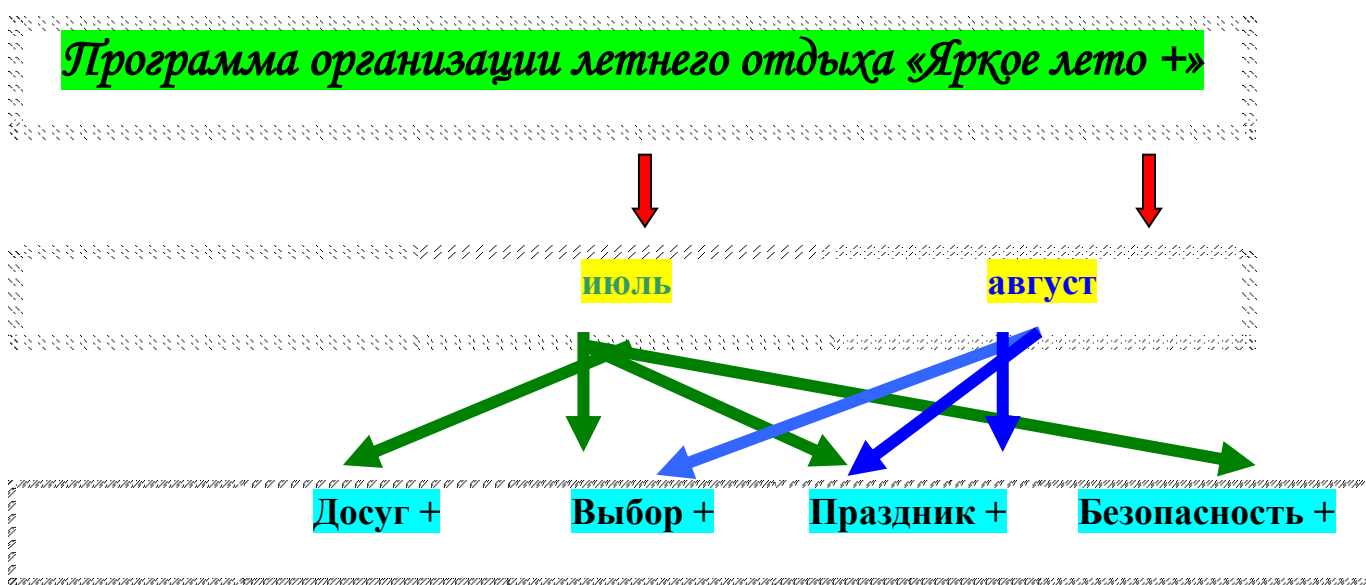 Программа организации летнего отдыха «Яркое лето +»
июль август
Досуг + Выбор + Праздник + Безопасность +